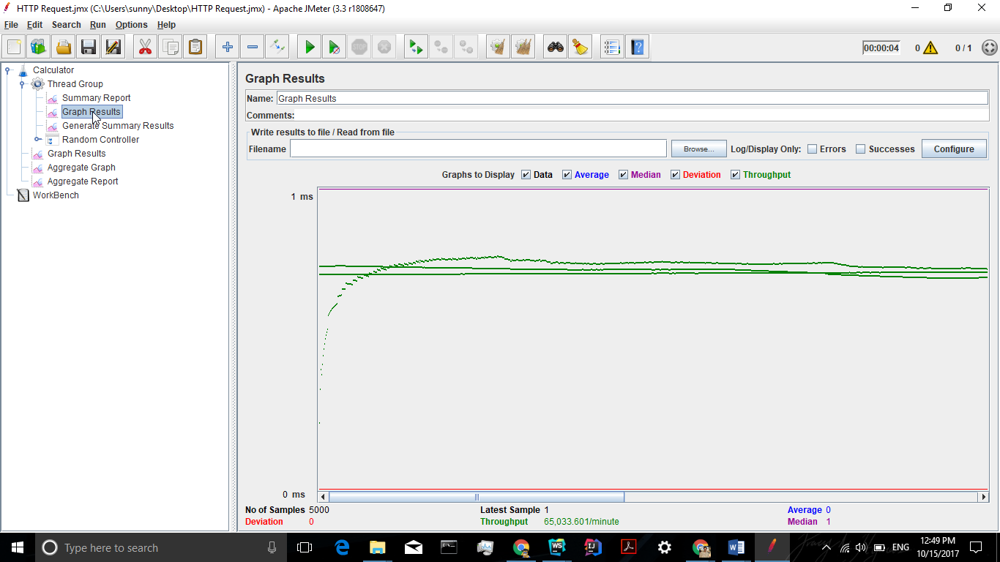 HTTP Request.jmx (C:\Users\sunny\Desktop\HTTP Request.jmx) - Apache JMeter (3.3 r1808647)
File Edit Search Run Options Help
00:00:04 0 0 / 1
Calculator
Thread Group
Summary Report
Graph Results
Generate Summary Results
Random Controller
Graph Results
Aggregate Graph
Aggregate Report
WorkBench
Graph Results
Name: Graph Results
Comments:
Write results to file / Read from file
Filename Browse... Log/Display Only: Errors Successes Configure
Graphs to Display Data Average Median Deviation Throughput
1 ms
0 ms
No of Samples 5000 Latest Sample 1 Average 0
Deviation 0 Throughput 65,033.601/minute Median 1
Type here to search
WS
IJ
W
ENG
12:49 PM
10/15/2017